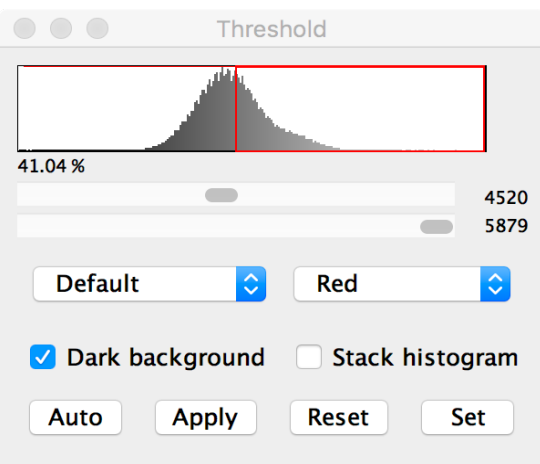 Threshold
41.04 %
4520
5879
Default Red
Dark background Stack histogram
Auto Apply Reset Set